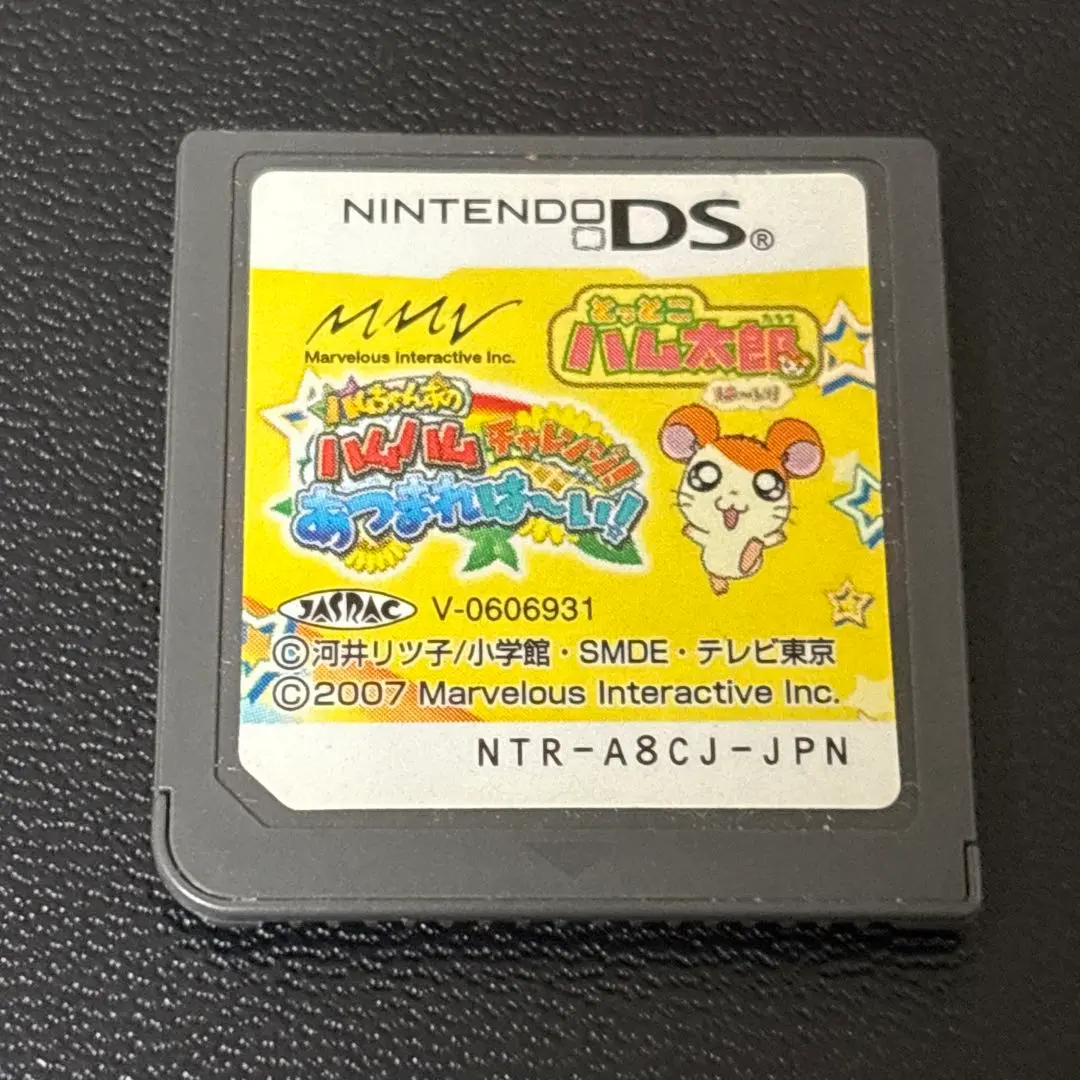 NINTENDO DS®
MMV
Marvelous Interactive Inc.
とっとこ
ハム太郎
は〜い!
ハムちゃんずの
ハムハムチャレンジ!
あつまれは〜い!
JASRAC V-0606931
©河井リツ子/小学館・SMDE・テレビ東京
©2007 Marvelous Interactive Inc.
NTR-A8CJ-JPN